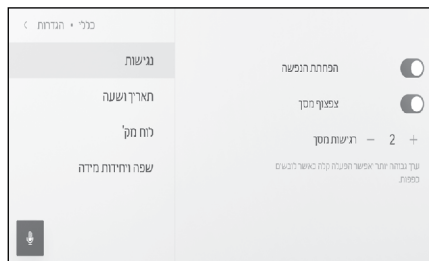 כללי • הגדרות
נגישות
תאריך ושעה
לוח מק'
שפה ויחידות מידה
הפחתת הנפשה
צפצוף מסך
רגישות מסך − 2 +
ערך גבוה יותר יאפשר הפעלה קלה כאשר לובשים
כפפות.